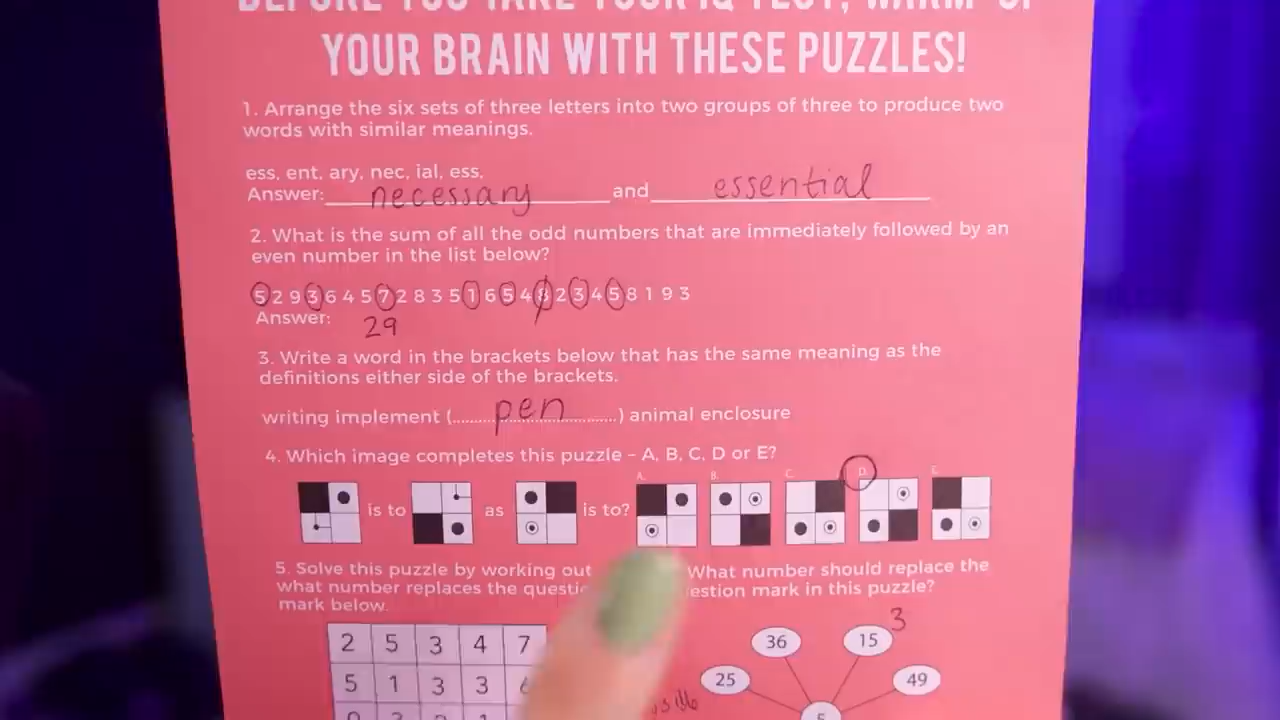 YOUR BRAIN WITH THESE PUZZLES!
1. Arrange the six sets of three letters into two groups of three to produce two
words with similar meanings.
ess, ent, ary, nec, ial, ess,
Answer: necessary and essential
2. What is the sum of all the odd numbers that are immediately followed by an
even number in the list below?
5 2 9 3 6 4 5 7 2 8 3 5 1 6 5 4 8 2 3 4 5 8 1 9 3
Answer: 29
3. Write a word in the brackets below that has the same meaning as the
definitions either side of the brackets.
writing implement (...... pen ......) animal enclosure
4. Which image completes this puzzle – A, B, C, D or E?
A. B. C. D. E.
is to as is to?
5. Solve this puzzle by working out What number should replace the
what number replaces the mark in this puzzle?
mark below.
3
2 5 3 4 7 36 15
5 1 3 3 25 49
5